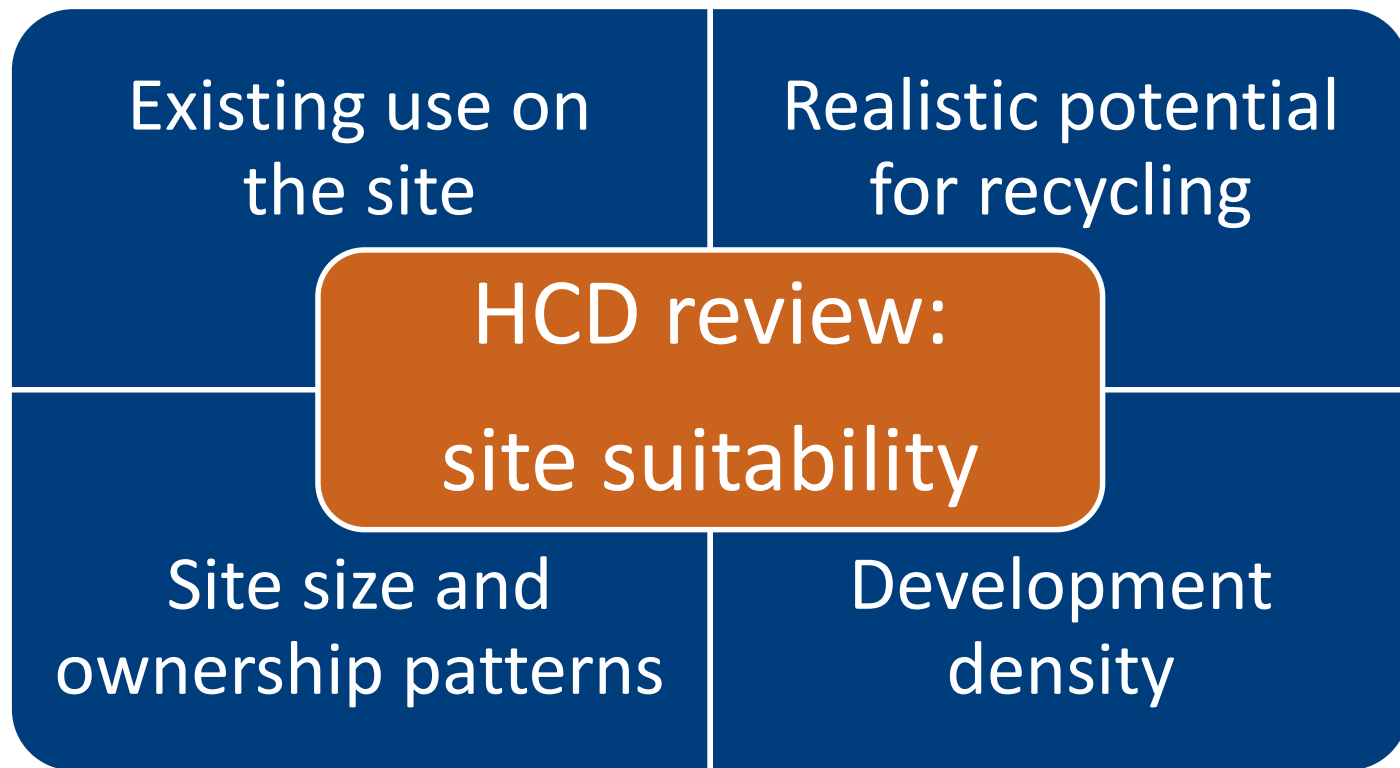 Existing use on
the site
Realistic potential
for recycling
HCD review:
site suitability
Site size and
ownership patterns
Development
density